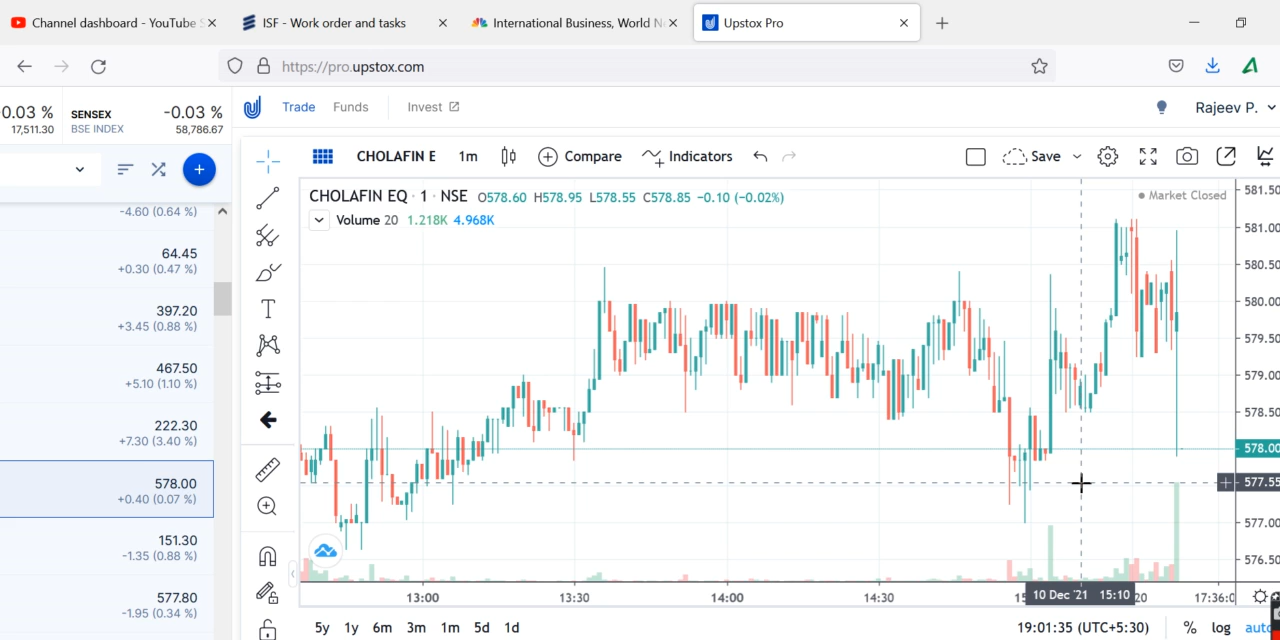 Channel dashboard - YouTube S
ISF - Work order and tasks
International Business, World N
Upstox Pro
https://pro.upstox.com
0.03 %
17,511.30
SENSEX
BSE INDEX
-0.03 %
58,786.67
Trade
Funds
Invest
Rajeev P.
CHOLAFIN E
1m
Compare
Indicators
Save
CHOLAFIN EQ · 1 · NSE O578.60 H578.95 L578.55 C578.85 -0.10 (-0.02%)
Market Closed
Volume 20 1.218K 4.968K
-4.60 (0.64 %)
64.45
+0.30 (0.47 %)
397.20
+3.45 (0.88 %)
467.50
+5.10 (1.10 %)
222.30
+7.30 (3.40 %)
578.00
+0.40 (0.07 %)
151.30
-1.35 (0.88 %)
577.80
-1.95 (0.34 %)
581.50
581.00
580.50
580.00
579.50
579.00
578.50
578.00
577.55
577.00
576.50
13:00
13:30
14:00
14:30
10 Dec '21 15:10
17:36:0
5y
1y
6m
3m
1m
5d
1d
19:01:35 (UTC+5:30)
%
log
auto